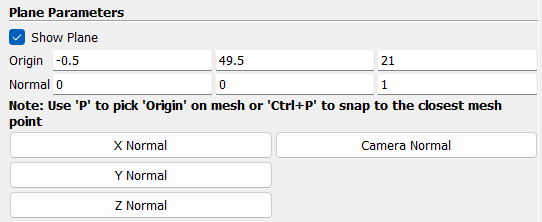 Plane Parameters
Show Plane
Origin -0.5 49.5 21
Normal 0 0 1
Note: Use 'P' to pick 'Origin' on mesh or 'Ctrl+P' to snap to the closest mesh
point
X Normal Camera Normal
Y Normal
Z Normal